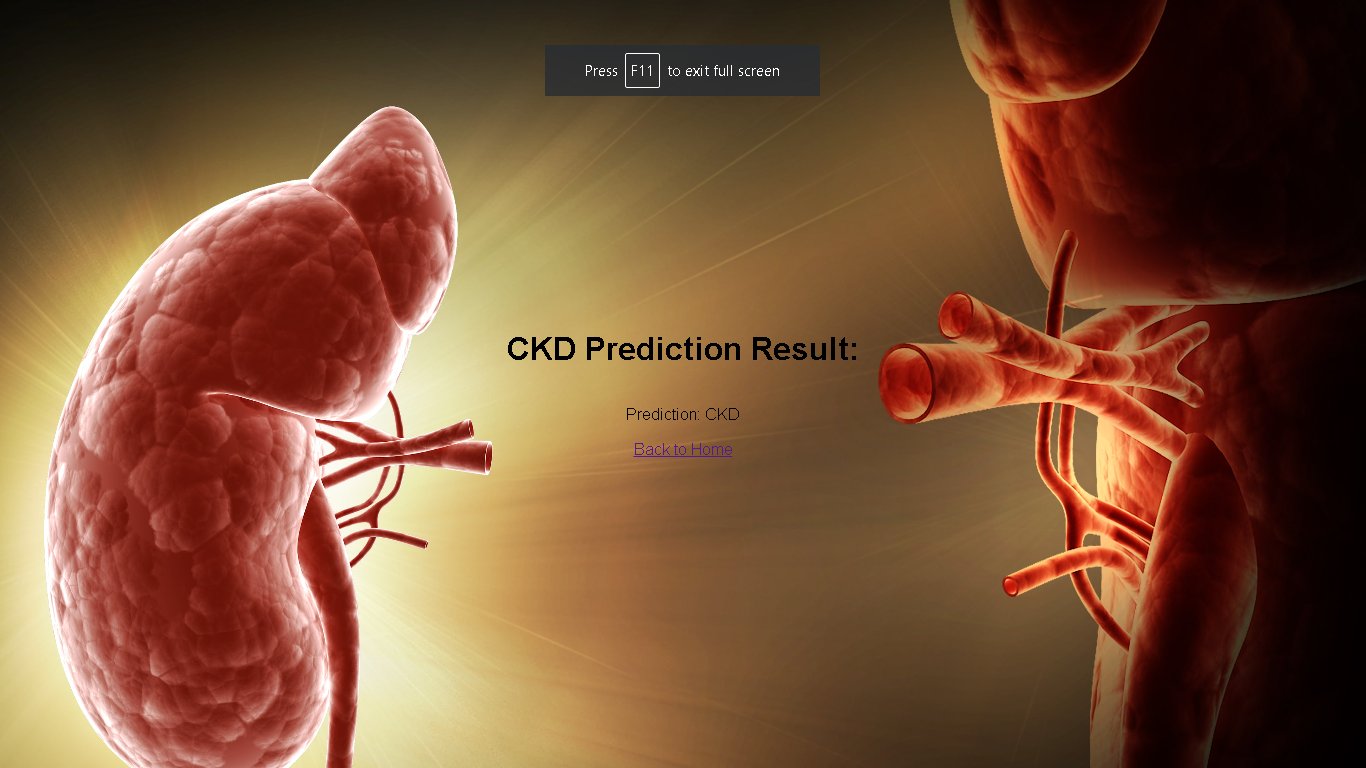 Press F11 to exit full screen
CKD Prediction Result:
Prediction: CKD
Back to Home